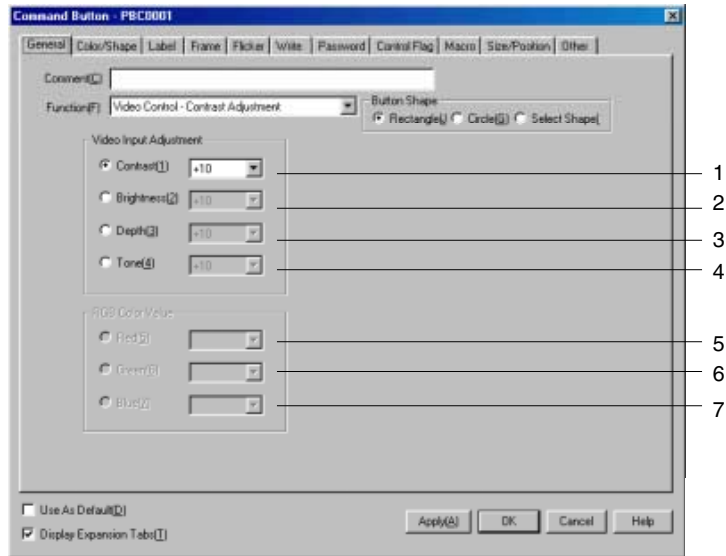 Command Button - PBC0001
General Color/Shape Label Frame Flicker Write Password Control Flag Macro Size/Position Other
Comment(C)
Function(F) Video Control - Contrast Adjustment
Button Shape
Rectangle( Circle(G) Select Shape(
Video Input Adjustment
Contrast(1) +10 1
Brightness(2) +10 2
Depth(3) +10 3
Tone(4) +10 4
RGB Color Value
Red(5) 5
Green(6) 6
Blue(7) 7
Use As Default(D)
Display Expansion Tabs(T)
Apply(A) OK Cancel Help